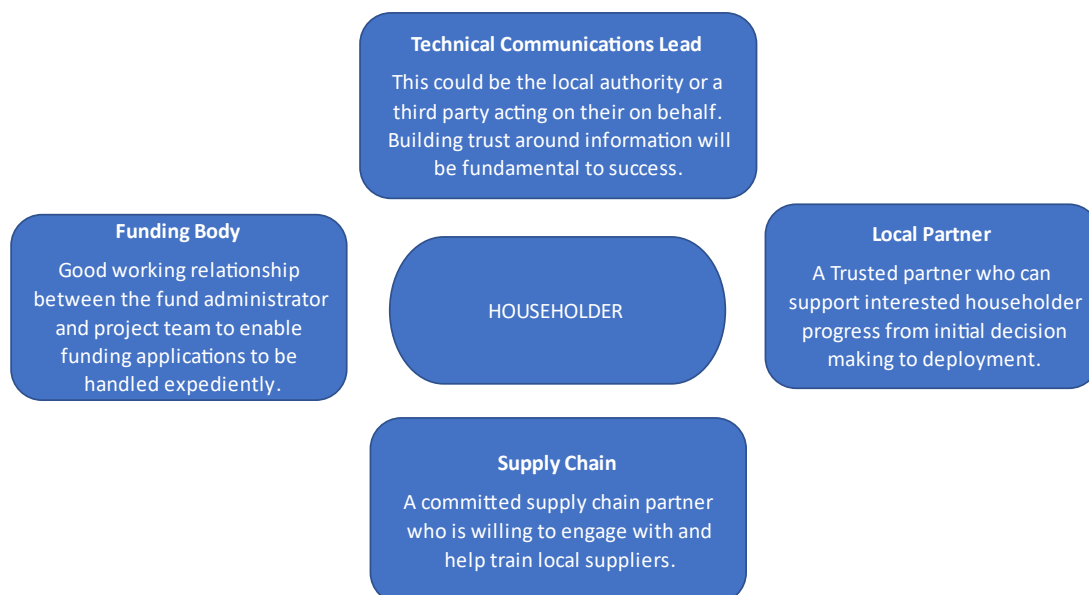 Technical Communications Lead
This could be the local authority or a
third party acting on their on behalf.
Building trust around information will
be fundamental to success.
Funding Body
Good working relationship
between the fund administrator
and project team to enable
funding applications to be
handled expediently.
HOUSEHOLDER
Local Partner
A Trusted partner who can
support interested householder
progress from initial decision
making to deployment.
Supply Chain
A committed supply chain partner
who is willing to engage with and
help train local suppliers.